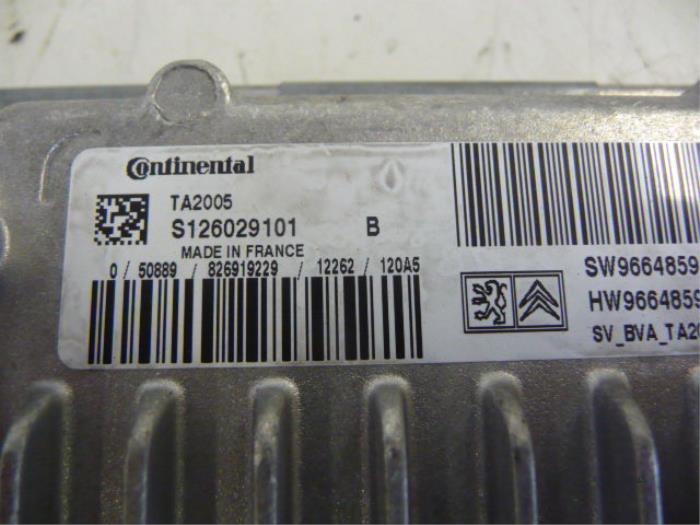 Continental
TA2005
S126029101 B
MADE IN FRANCE
0 / 50889 / 826919229 / 12262 / 120A5
SW9664859
HW9664859
SV_BVA_TA20